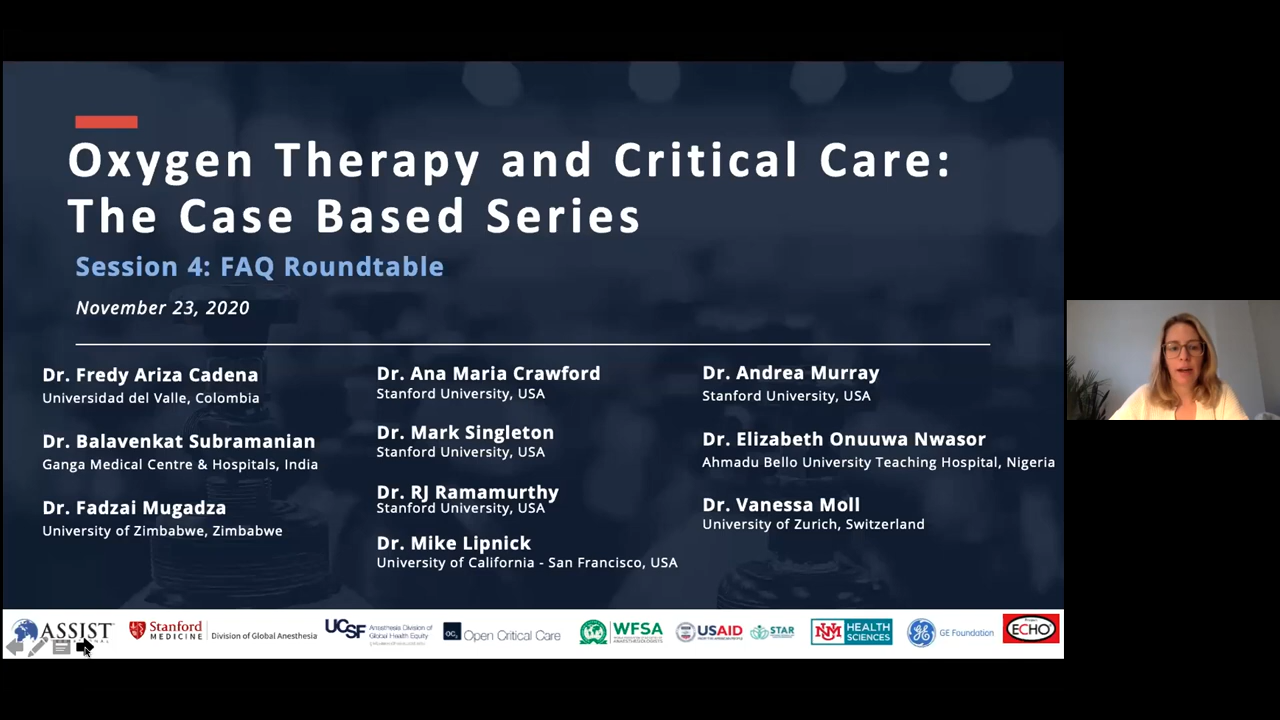 Oxygen Therapy and Critical Care:
The Case Based Series
Session 4: FAQ Roundtable
November 23, 2020
Dr. Fredy Ariza Cadena
Universidad del Valle, Colombia
Dr. Balavenkat Subramanian
Ganga Medical Centre & Hospitals, India
Dr. Fadzai Mugadza
University of Zimbabwe, Zimbabwe
Dr. Ana Maria Crawford
Stanford University, USA
Dr. Mark Singleton
Stanford University, USA
Dr. RJ Ramamurthy
Stanford University, USA
Dr. Mike Lipnick
University of California - San Francisco, USA
Dr. Andrea Murray
Stanford University, USA
Dr. Elizabeth Onuuwa Nwasor
Ahmadu Bello University Teaching Hospital, Nigeria
Dr. Vanessa Moll
University of Zurich, Switzerland
ASSIST
Stanford
MEDICINE
Division of Global Anesthesia
UCSF
Anesthesia Division of
Global Health Equity
Open Critical Care
WFSA
USAID
STAR
HEALTH
SCIENCES
GE Foundation
ECHO